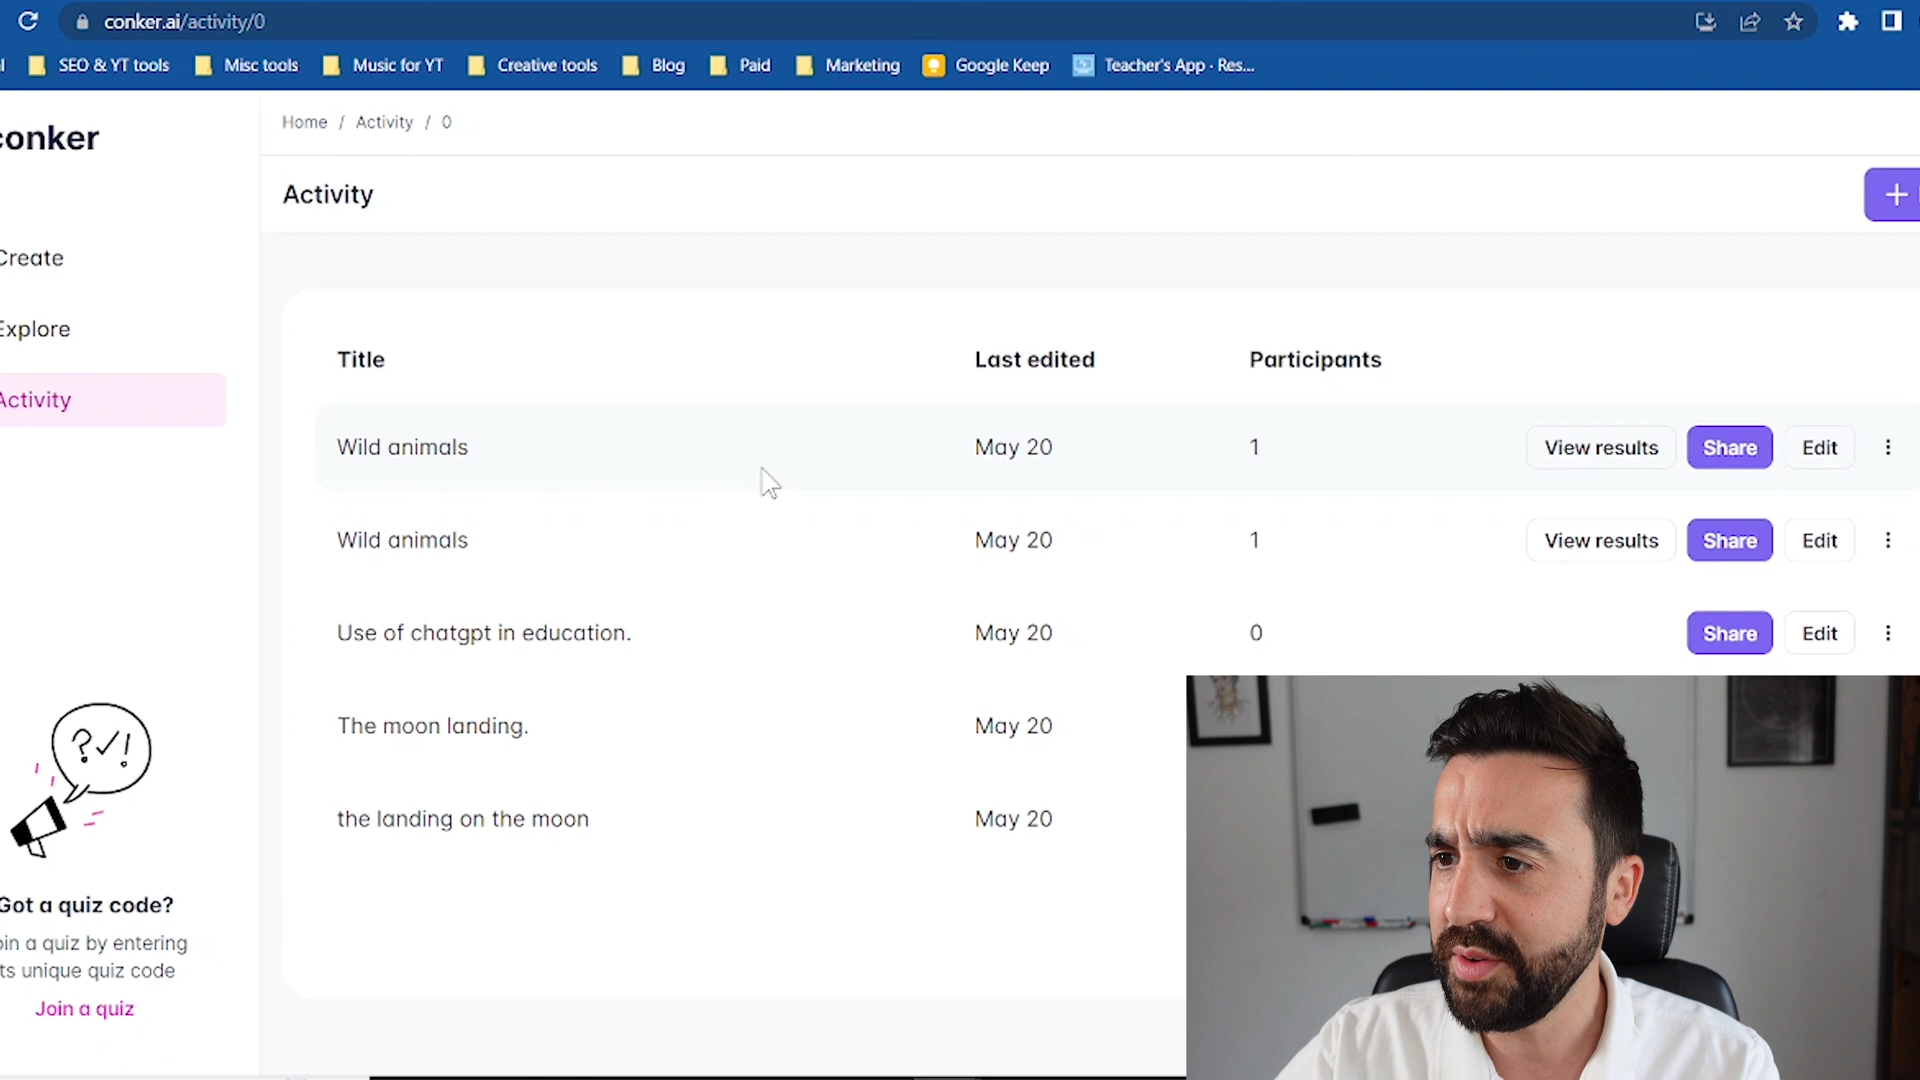 conker.ai/activity/0
SEO & YT tools Misc tools Music for YT Creative tools Blog Paid Marketing Google Keep Teacher's App · Res...
conker
Home / Activity / 0
Activity
Create
Explore
Activity
Title Last edited Participants
Wild animals May 20 1 View results Share Edit
Wild animals May 20 1 View results Share Edit
Use of chatgpt in education. May 20 0 Share Edit
The moon landing. May 20
the landing on the moon May 20
?✓!
Got a quiz code?
Join a quiz by entering
its unique quiz code
Join a quiz